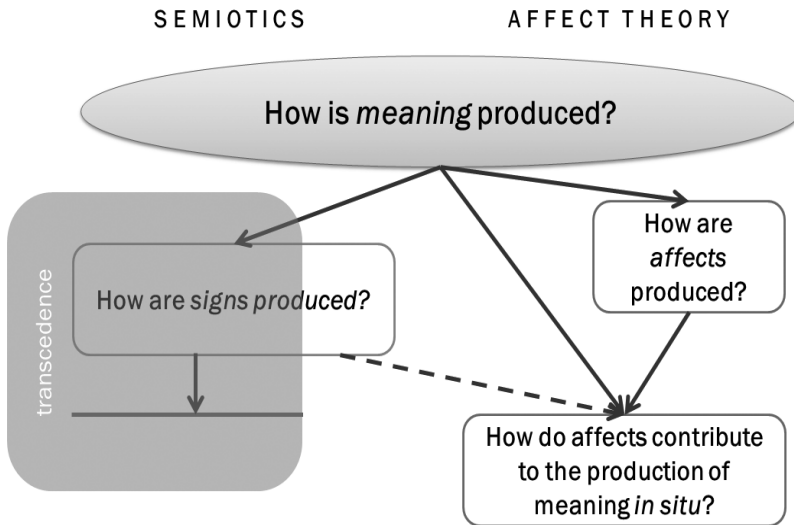 SEMIOTICS
AFFECT THEORY
How is meaning produced?
How are signs produced?
transcedence
How are
affects
produced?
How do affects contribute
to the production of
meaning in situ?